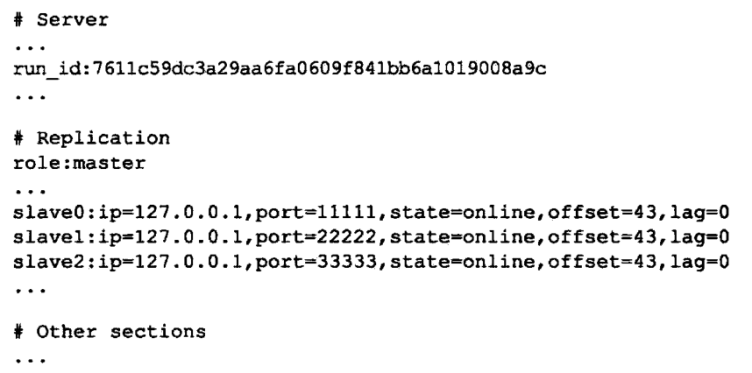 # Server
...
run_id:7611c59dc3a29aa6fa0609f841bb6a1019008a9c
...
# Replication
role:master
...
slave0:ip=127.0.0.1,port=11111,state=online,offset=43,lag=0
slave1:ip=127.0.0.1,port=22222,state=online,offset=43,lag=0
slave2:ip=127.0.0.1,port=33333,state=online,offset=43,lag=0
...
# Other sections
...